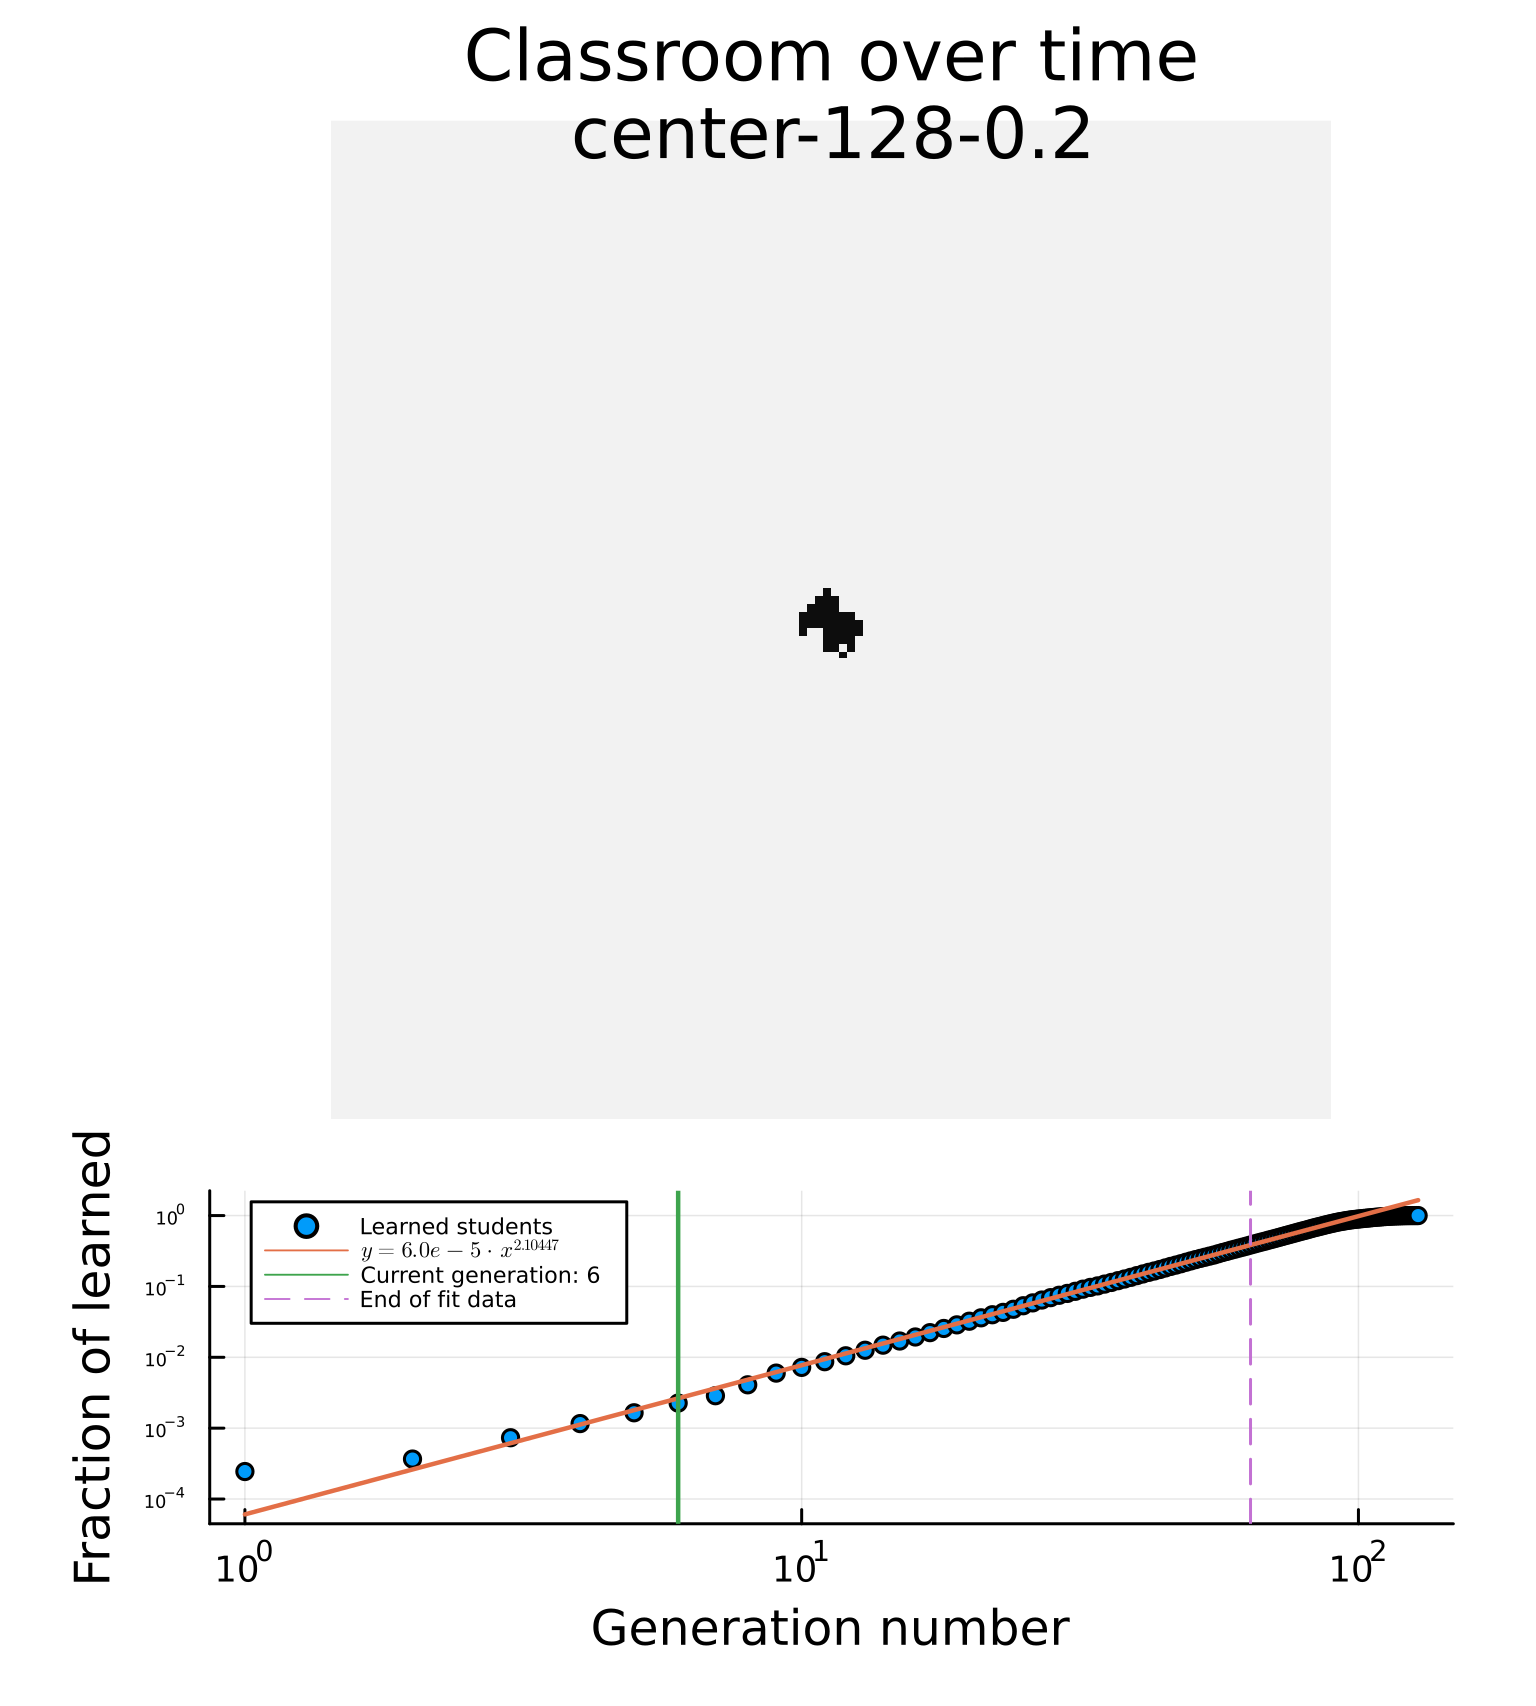 Classroom over time
center-128-0.2
Fraction of learned
10^0
10^-1
10^-2
10^-3
10^-4
Learned students
y = 6.0e − 5 · x^2.10447
Current generation: 6
End of fit data
10^0 10^1 10^2
Generation number